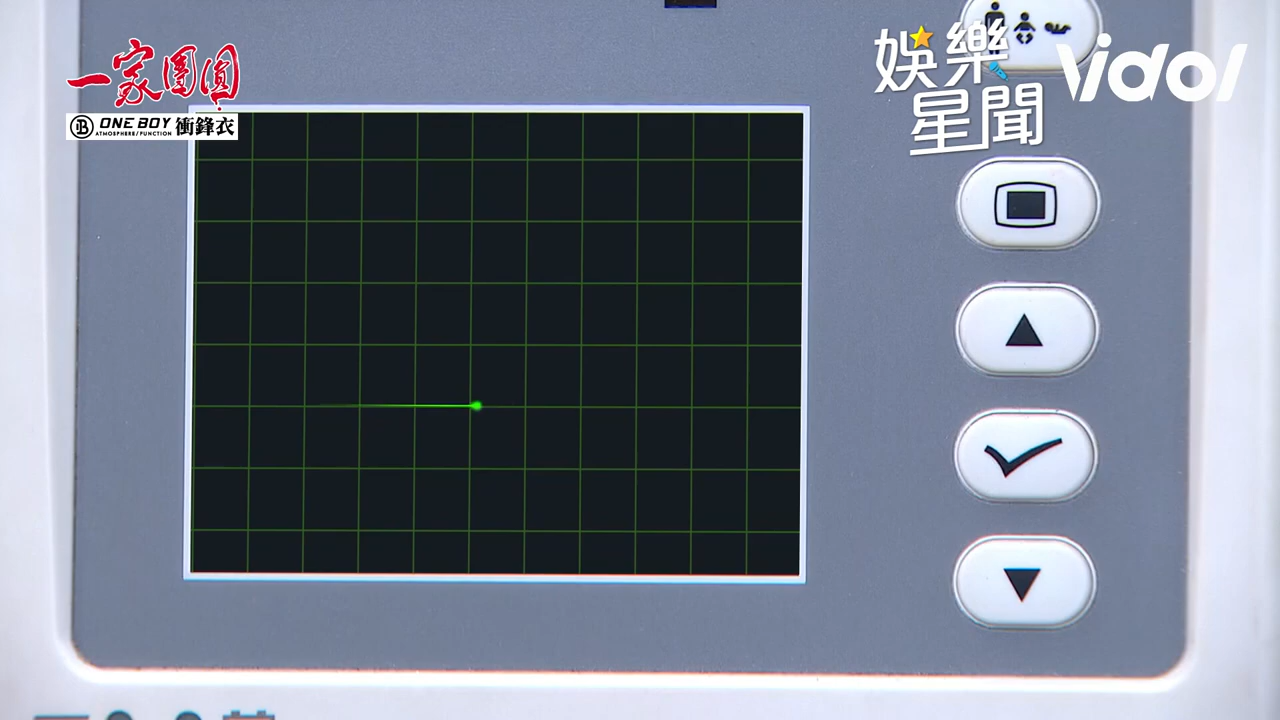 一家團圓
ONE BOY 衝鋒衣
ATMOSPHERE/FUNCTION
娛樂
星聞
Vidol